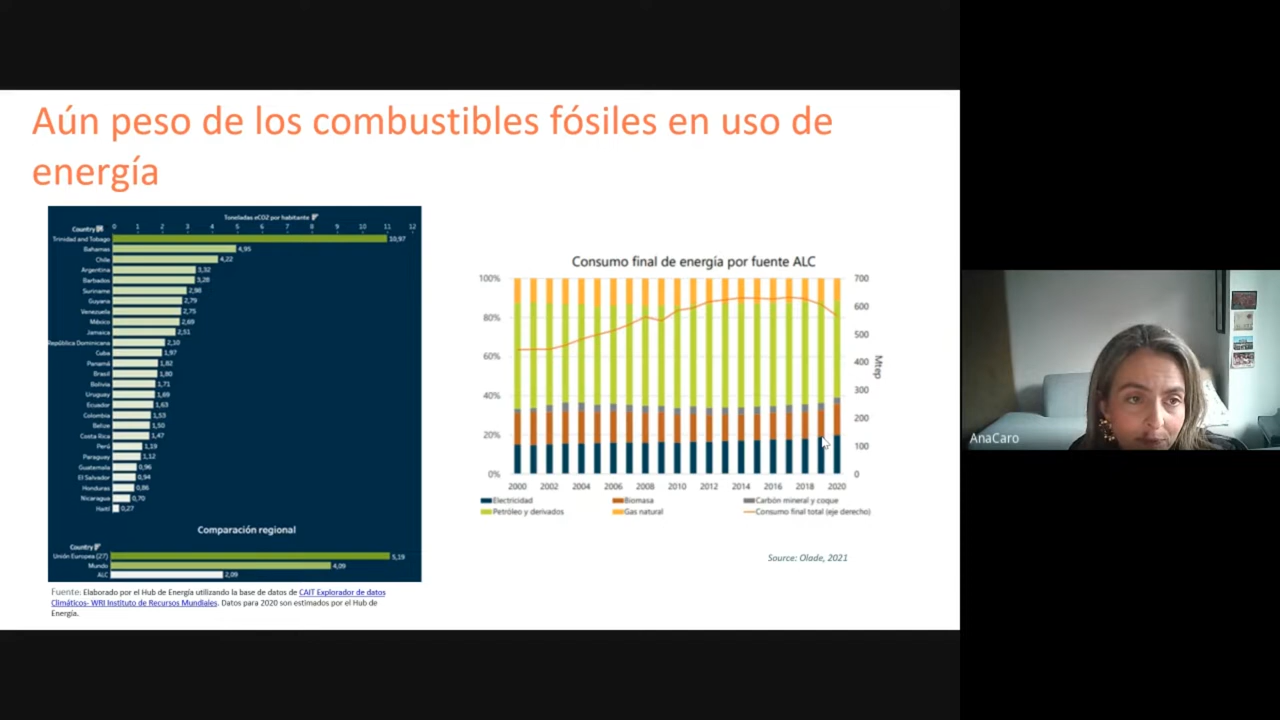 Aún peso de los combustibles fósiles en uso de
energía
Toneladas eCO2 por habitante
Country
0 1 2 3 4 5 6 7 8 9 10 11 12
Trinidad and Tobago 10,97
Bahamas 4,95
Chile 4,22
Argentina 3,32
Barbados 3,28
Suriname 2,98
Guyana 2,79
Venezuela 2,75
México 2,69
Jamaica 2,51
República Dominicana 2,10
Cuba 1,97
Panamá 1,82
Brasil 1,80
Bolivia 1,71
Uruguay 1,69
Ecuador 1,63
Colombia 1,53
Belize 1,50
Costa Rica 1,47
Perú 1,19
Paraguay 1,12
Guatemala 0,96
El Salvador 0,94
Honduras 0,86
Nicaragua 0,70
Haití 0,27
Comparación regional
Country
Unión Europea (27) 5,19
Mundo 4,09
ALC 2,09
Fuente: Elaborado por el Hub de Energía utilizando la base de datos de CAIT Explorador de datos
Climáticos- WRI Instituto de Recursos Mundiales. Datos para 2020 son estimados por el Hub de
Energía.
Consumo final de energía por fuente ALC
100% 700
80% 600
60% 500
40% 400
20% 300
0% 200
100
0
Mtep
2000 2002 2004 2006 2008 2010 2012 2014 2016 2018 2020
Electricidad Biomasa Carbón mineral y coque
Petróleo y derivados Gas natural Consumo final total (eje derecho)
Source: Olade, 2021
AnaCaro